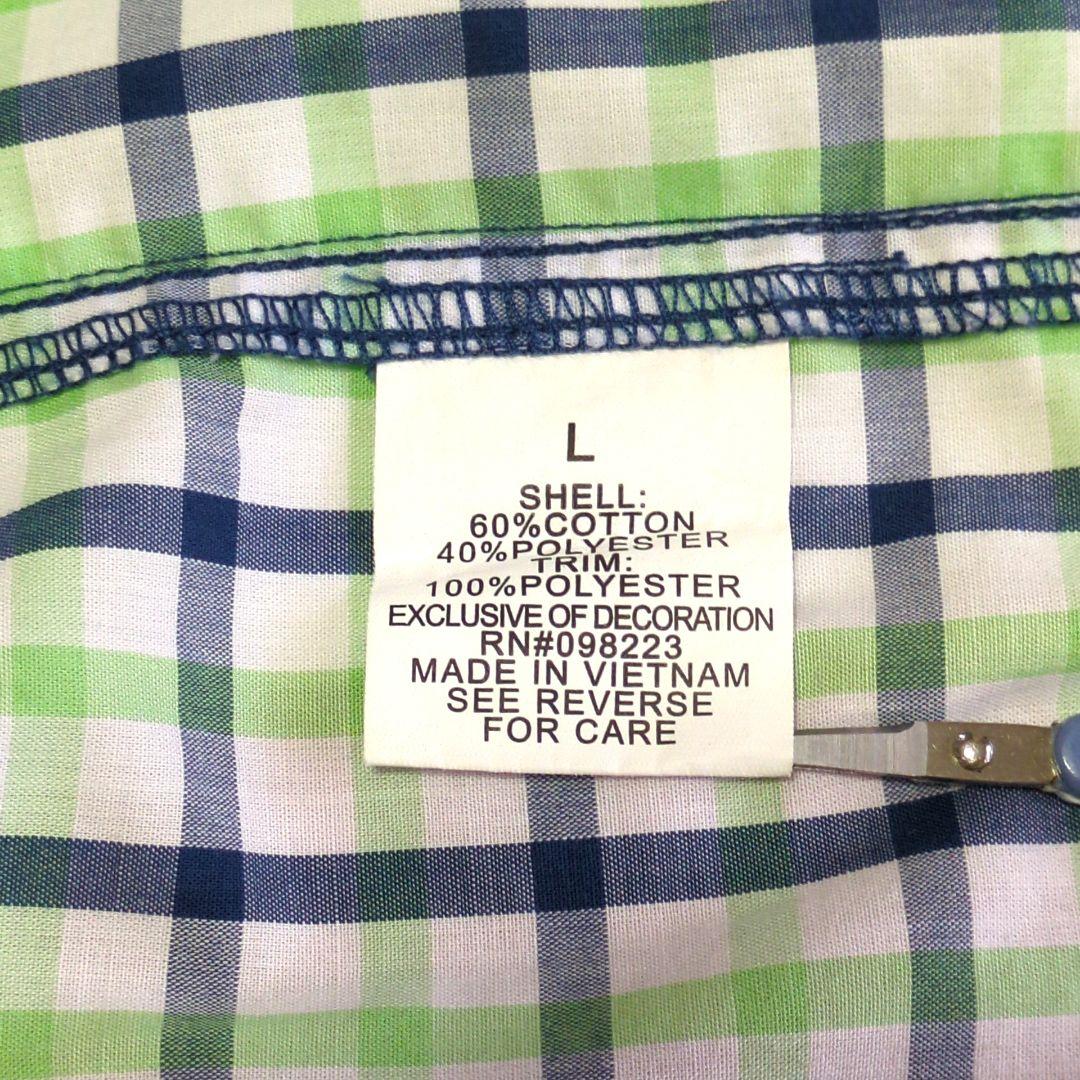 L
SHELL:
60%COTTON
40%POLYESTER
TRIM:
100%POLYESTER
EXCLUSIVE OF DECORATION
RN#098223
MADE IN VIETNAM
SEE REVERSE
FOR CARE